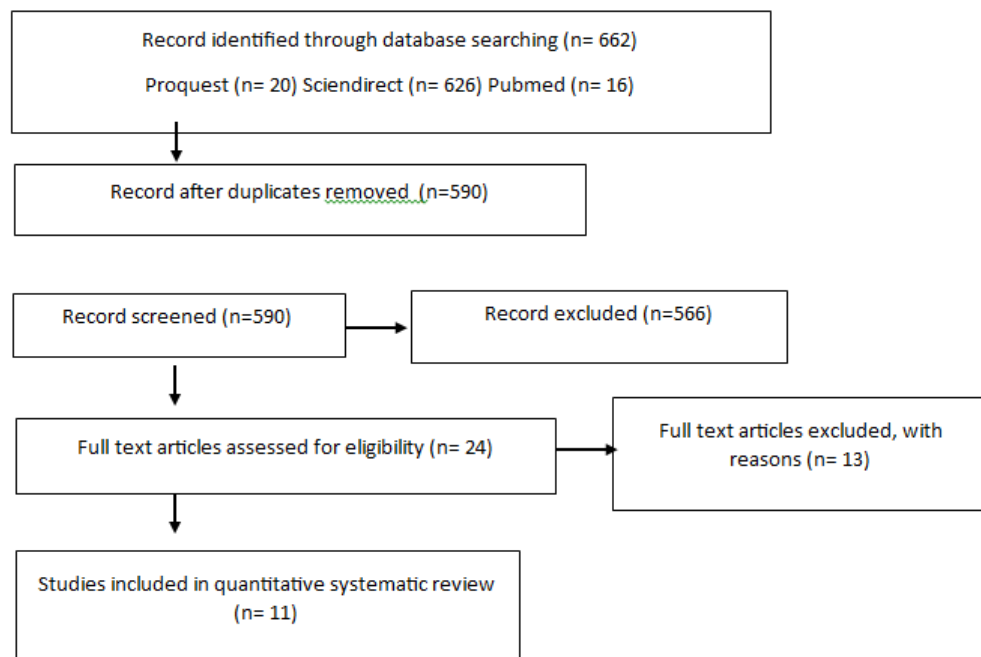 Record identified through database searching (n= 662)
Proquest (n= 20) Sciendirect (n= 626) Pubmed (n= 16)
Record after duplicates removed (n=590)
Record screened (n=590)
Record excluded (n=566)
Full text articles assessed for eligibility (n= 24)
Full text articles excluded, with
reasons (n= 13)
Studies included in quantitative systematic review
(n= 11)